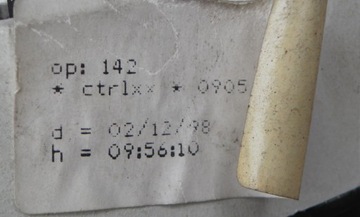 op: 142
* ctrlxx * 0905
d = 02/12/98
h = 09:56:10